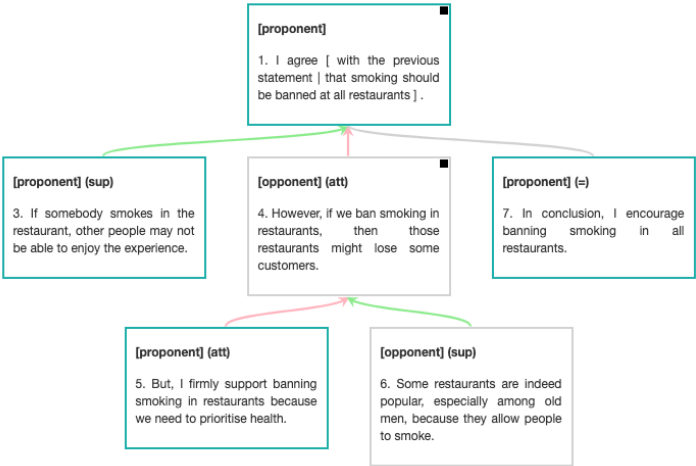 [proponent]
1. I agree [ with the previous
statement | that smoking should
be banned at all restaurants ] .
[proponent] (sup)
3. If somebody smokes in the
restaurant, other people may not
be able to enjoy the experience.
[opponent] (att)
4. However, if we ban smoking in
restaurants, then those
restaurants might lose some
customers.
[proponent] (=)
7. In conclusion, I encourage
banning smoking in all
restaurants.
[proponent] (att)
5. But, I firmly support banning
smoking in restaurants because
we need to prioritise health.
[opponent] (sup)
6. Some restaurants are indeed
popular, especially among old
men, because they allow people
to smoke.